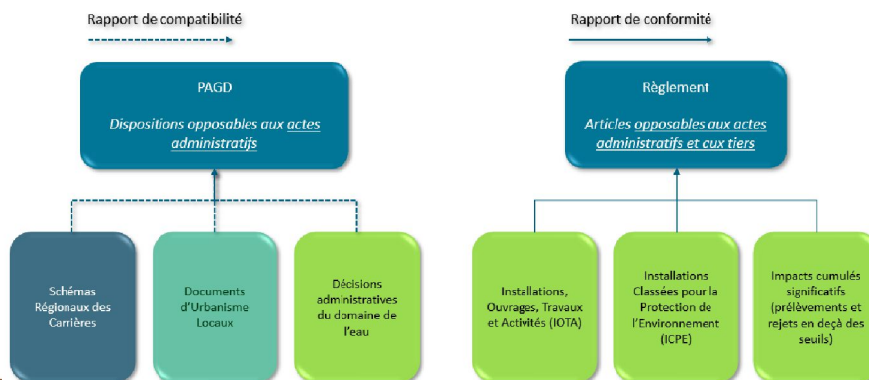 Rapport de compatibilité
Rapport de conformité
PAGD
Dispositions opposables aux actes
administratifs
Règlement
Articles opposables aux actes
administratifs et cux tiers
Schémas
Régionaux des
Carrières
Documents
d'Urbanisme
Locaux
Décisions
administratives
du domaine de
l'eau
Installations,
Ouvrages, Travaux
et Activités (IOTA)
Installations
Classées pour la
Protection de
l'Environnement
(ICPE)
Impacts cumulés
significatifs
(prélèvements et
rejets en deçà des
seuils)